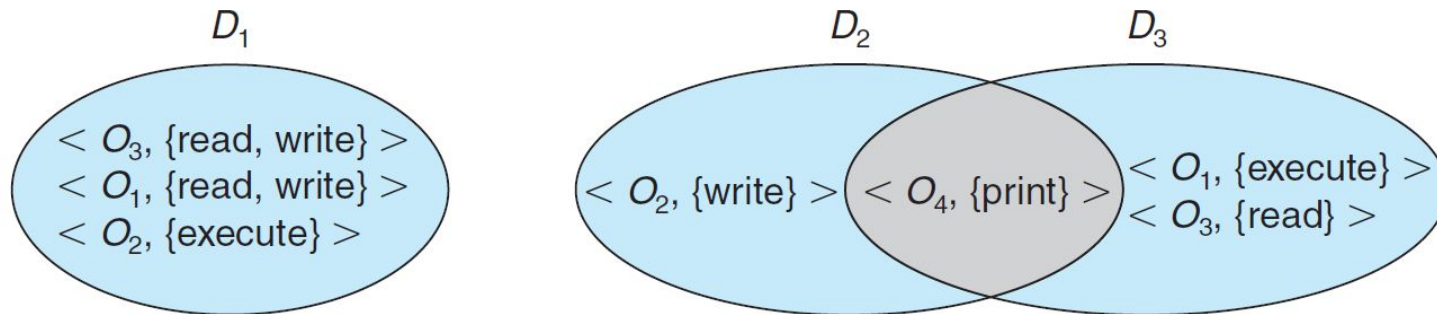 D₁
< O₃, {read, write} >
< O₁, {read, write} >
< O₂, {execute} >
D₂
D₃
< O₂, {write} >
< O₄, {print} >
< O₁, {execute} >
< O₃, {read} >